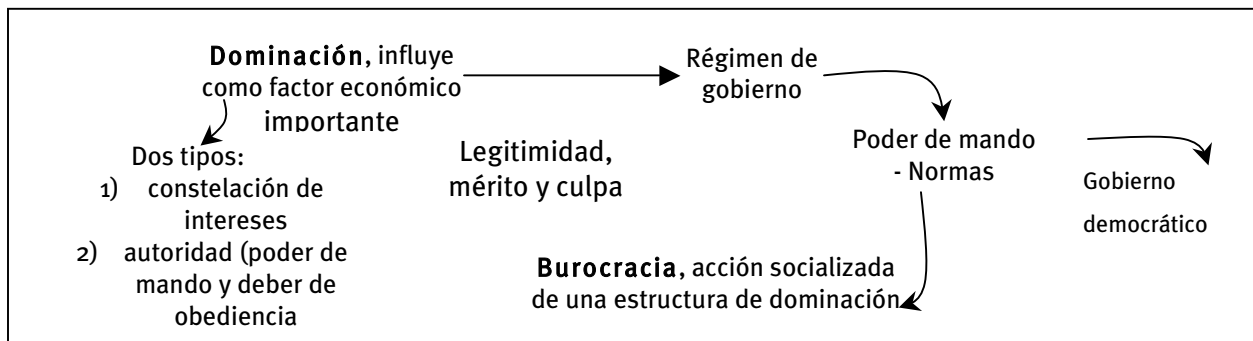 Dominación, influye
como factor económico
importante
Dos tipos:
1) constelación de
intereses
2) autoridad (poder de
mando y deber de
obediencia
Legitimidad,
mérito y culpa
Régimen de
gobierno
Poder de mando
- Normas
Gobierno
democrático
Burocracia, acción socializada
de una estructura de dominación